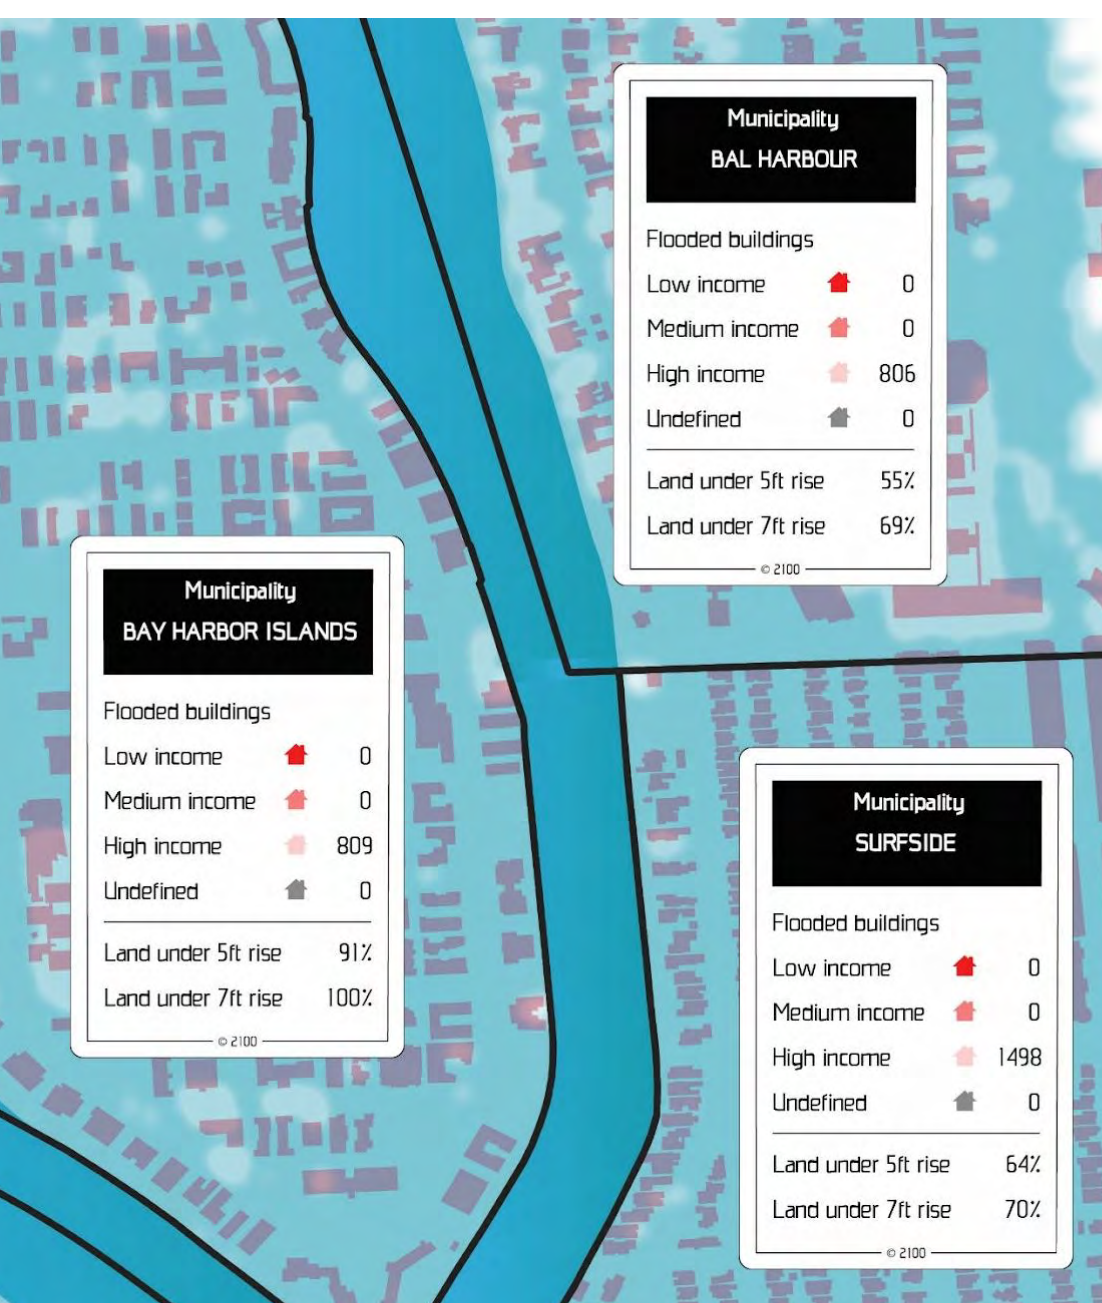 Municipality
BAL HARBOUR
Flooded buildings
Low income 0
Medium income 0
High income 806
Undefined 0
Land under 5ft rise 55%
Land under 7ft rise 69%
© 2100
Municipality
BAY HARBOR ISLANDS
Flooded buildings
Low income 0
Medium income 0
High income 809
Undefined 0
Land under 5ft rise 91%
Land under 7ft rise 100%
© 2100
Municipality
SURFSIDE
Flooded buildings
Low income 0
Medium income 0
High income 1498
Undefined 0
Land under 5ft rise 64%
Land under 7ft rise 70%
© 2100